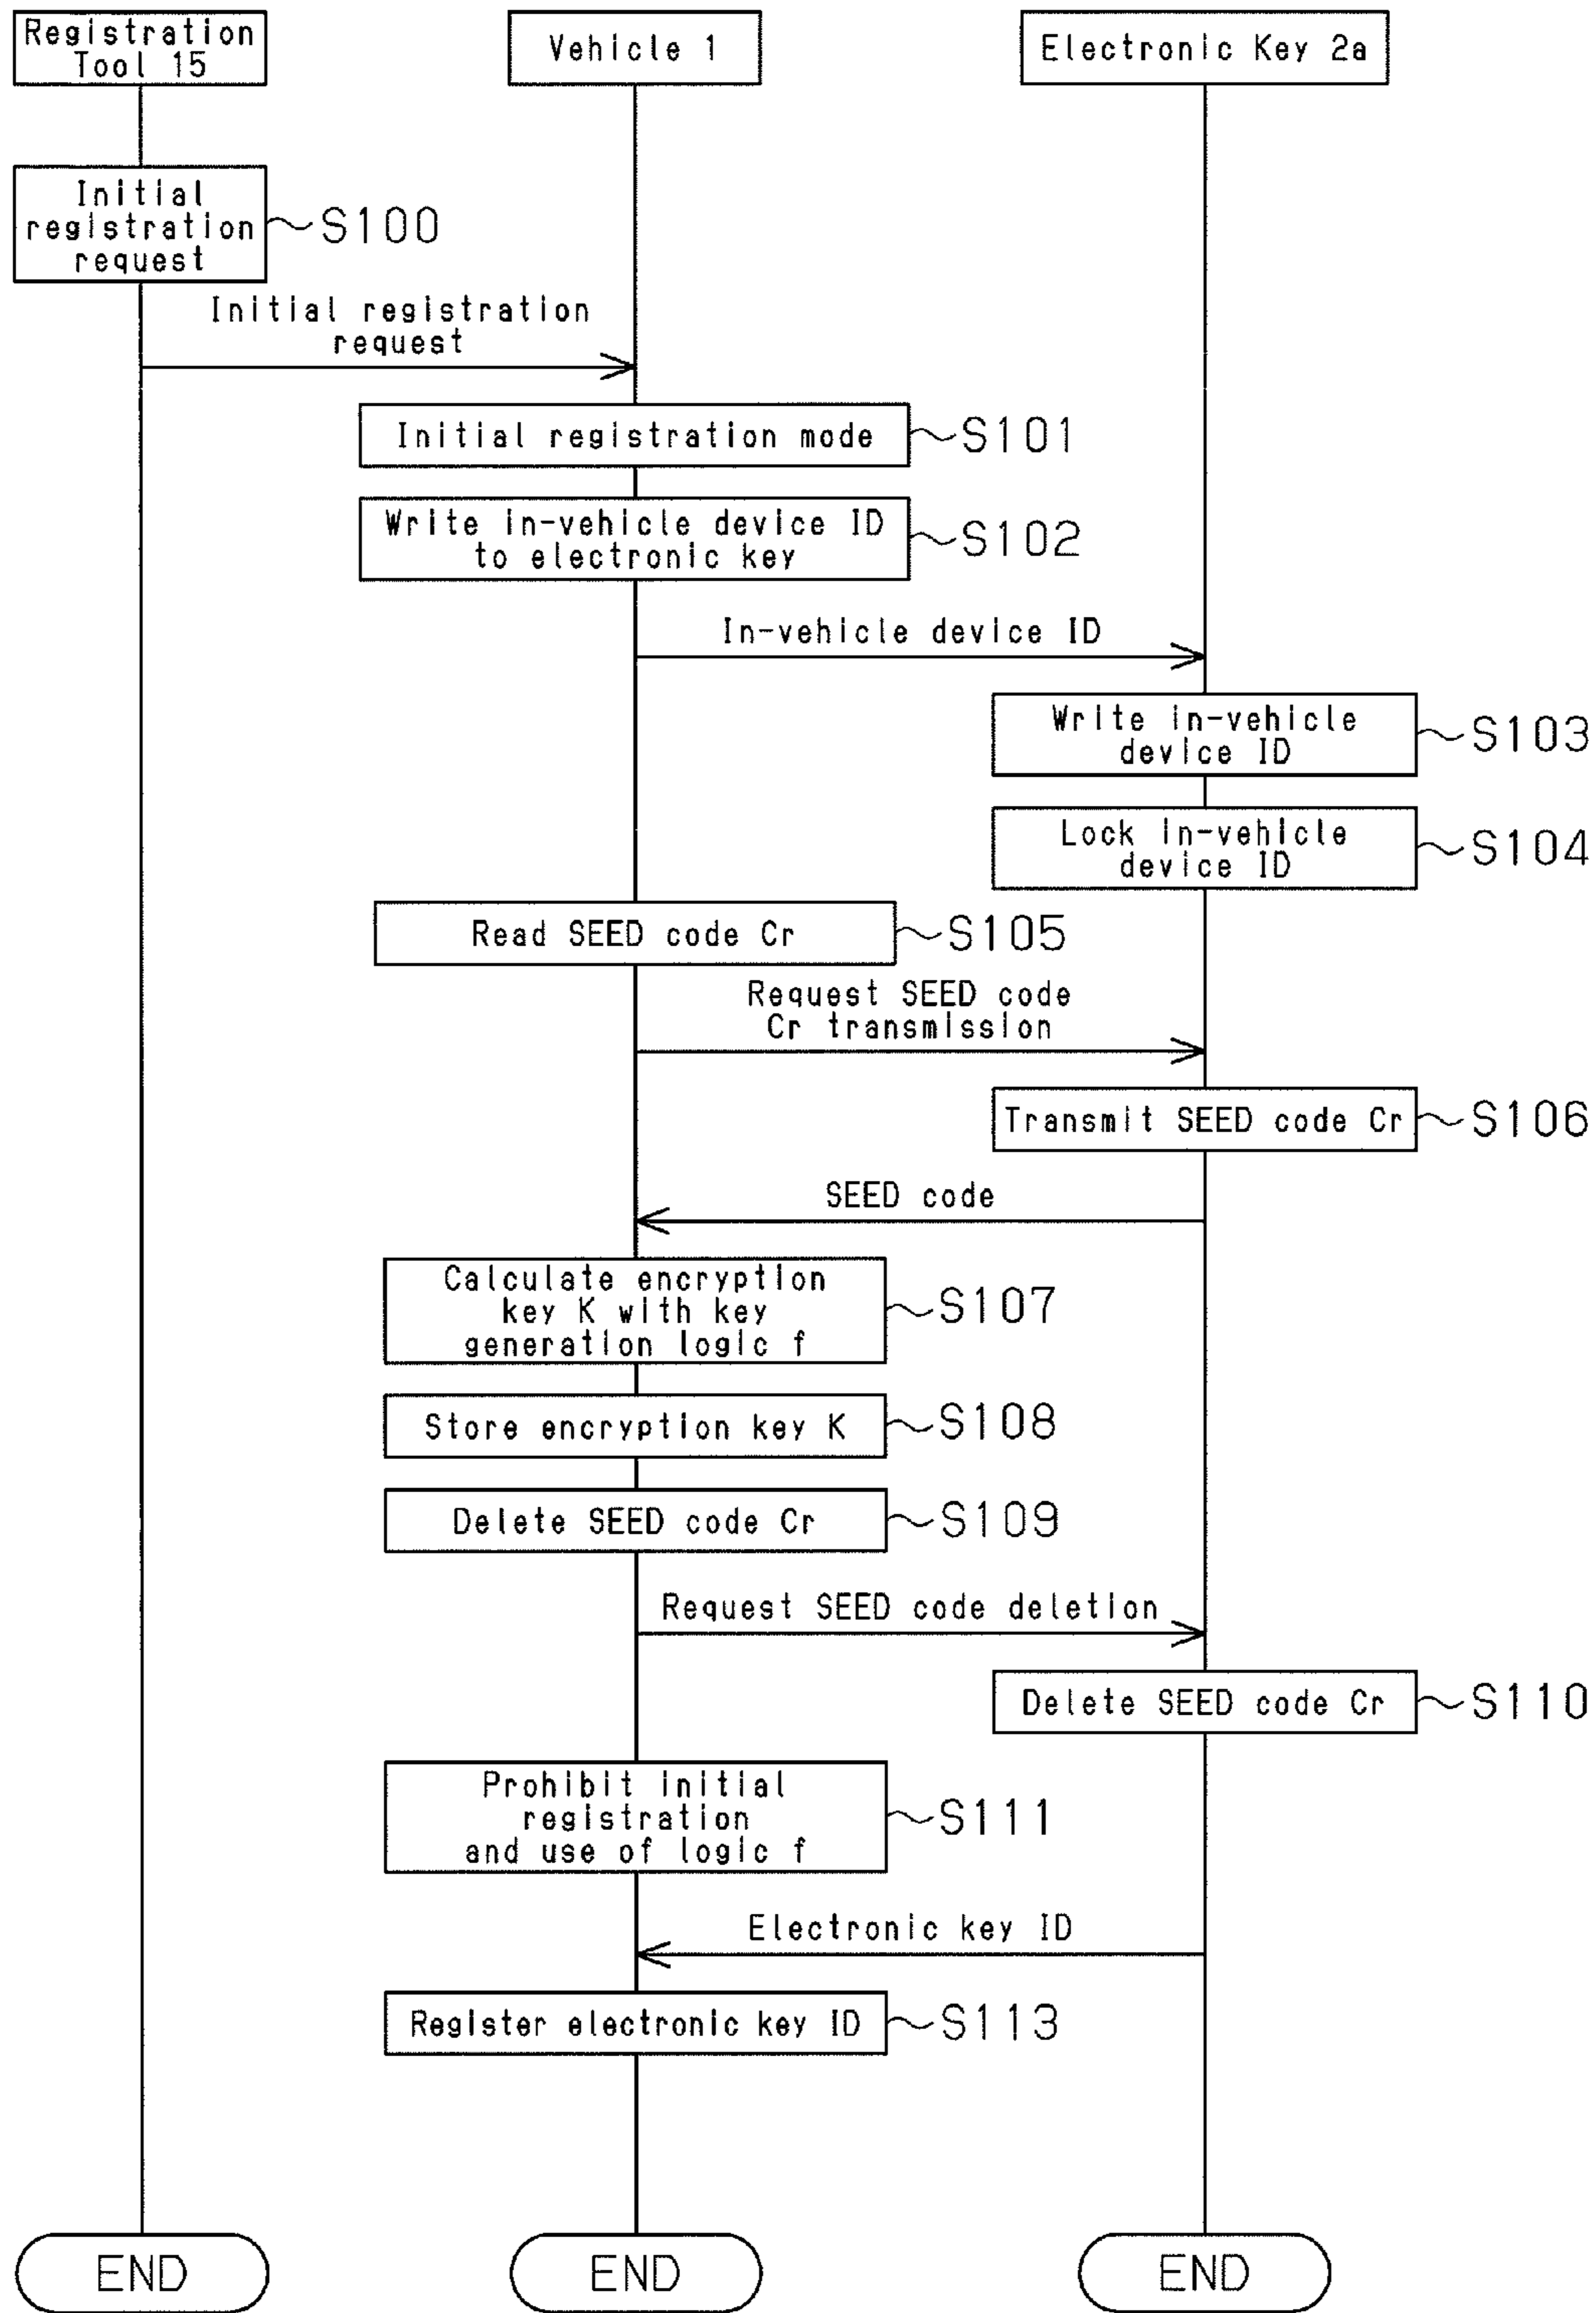 Registration
Tool 15
Vehicle 1
Electronic Key 2a
Initial
registration
request
S100
Initial registration
request
Initial registration mode
S101
Write in-vehicle device ID
to electronic key
S102
In-vehicle device ID
Write in-vehicle
device ID
S103
Lock in-vehicle
device ID
S104
Read SEED code Cr
S105
Request SEED code
Cr transmission
Transmit SEED code Cr
S106
SEED code
Calculate encryption
key K with key
generation logic f
S107
Store encryption key K
S108
Delete SEED code Cr
S109
Request SEED code deletion
Delete SEED code Cr
S110
Prohibit initial
registration
and use of logic f
S111
Electronic key ID
Register electronic key ID
S113
END
END
END